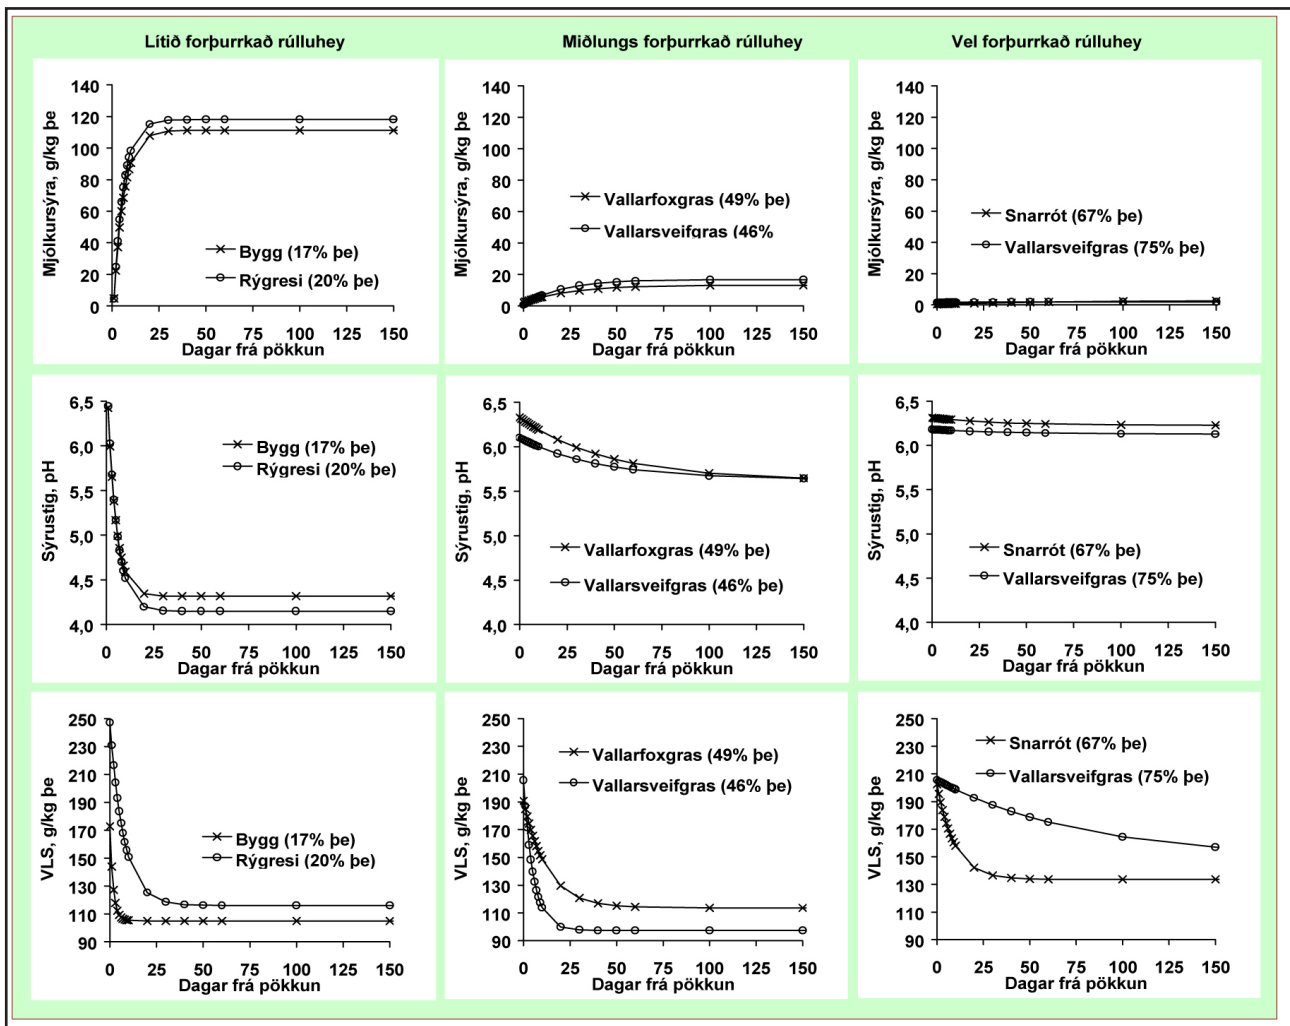 Lítið forþurrkað rúlluhey
Miðlungs forþurrkað rúlluhey
Vel forþurrkað rúlluhey
Mjólkursýra, g/kg þe
140
120
100
80
60
40
20
0
Bygg (17% þe)
Rýgresi (20% þe)
0 25 50 75 100 125 150
Dagar frá pökkun
Mjólkursýra, g/kg þe
140
120
100
80
60
40
20
0
Vallarfoxgras (49% þe)
Vallarsveifgras (46%
0 25 50 75 100 125 150
Dagar frá pökkun
Mjólkursýra, g/kg þe
140
120
100
80
60
40
20
0
Snarrót (67% þe)
Vallarsveifgras (75% þe)
0 25 50 75 100 125 150
Dagar frá pökkun
Sýrustig, pH
6,5
6,0
5,5
5,0
4,5
4,0
Bygg (17% þe)
Rýgresi (20% þe)
0 25 50 75 100 125 150
Dagar frá pökkun
Sýrustig, pH
6,5
6,0
5,5
5,0
4,5
4,0
Vallarfoxgras (49% þe)
Vallarsveifgras (46% þe)
0 25 50 75 100 125 150
Dagar frá pökkun
Sýrustig, pH
6,5
6,0
5,5
5,0
4,5
4,0
Snarrót (67% þe)
Vallarsveifgras (75% þe)
0 25 50 75 100 125 150
Dagar frá pökkun
VLS, g/kg þe
250
230
210
190
170
150
130
110
90
Bygg (17% þe)
Rýgresi (20% þe)
0 25 50 75 100 125 150
Dagar frá pökkun
VLS, g/kg þe
250
230
210
190
170
150
130
110
90
Vallarfoxgras (49% þe)
Vallarsveifgras (46% þe)
0 25 50 75 100 125 150
Dagar frá pökkun
VLS, g/kg þe
250
230
210
190
170
150
130
110
90
Snarrót (67% þe)
Vallarsveifgras (75% þe)
0 25 50 75 100 125 150
Dagar frá pökkun